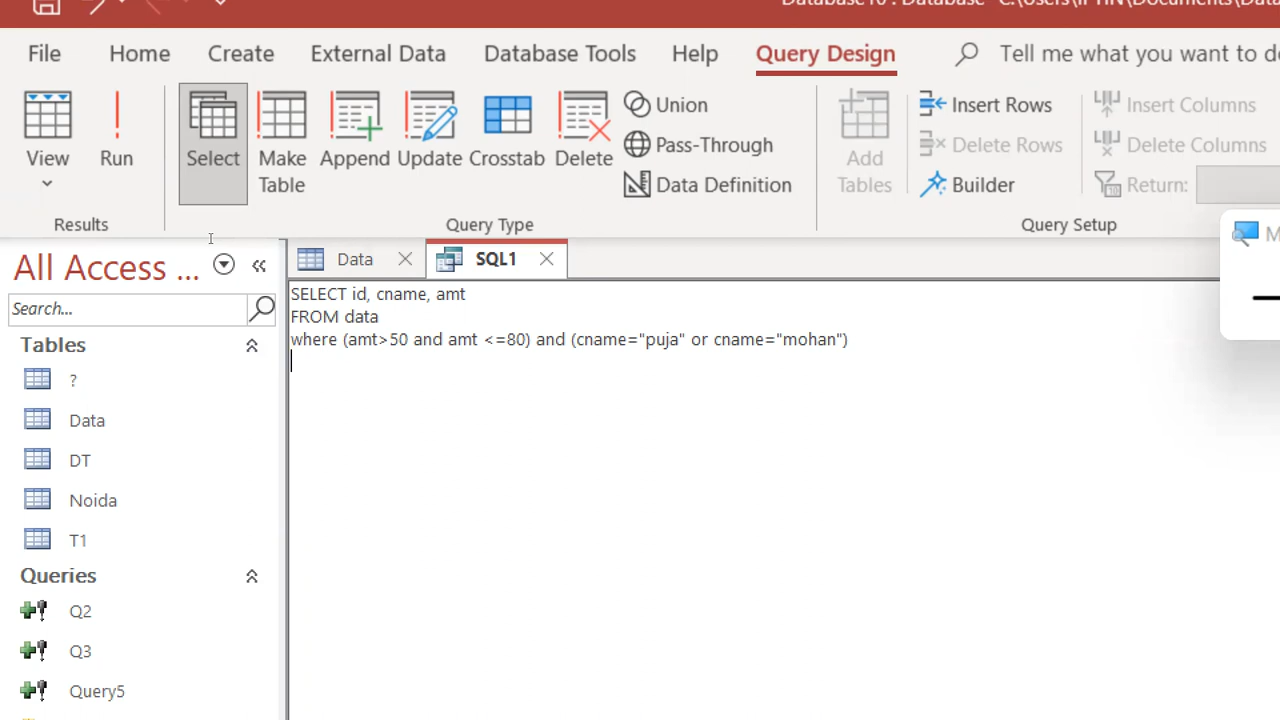 File Home Create External Data Database Tools Help Query Design Tell me what you want to do
View Run Select Make Table Append Update Crosstab Delete Union Pass-Through Data Definition Add Tables Insert Rows Delete Rows Builder Insert Columns Delete Columns Return:
Results Query Type Query Setup
All Access ...
Search...
Tables
?
Data
DT
Noida
T1
Queries
Q2
Q3
Query5
Data SQL1
SELECT id, cname, amt
FROM data
where (amt>50 and amt <=80) and (cname="puja" or cname="mohan")